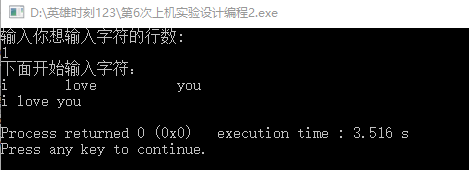 D:\英雄时刻123\第6次上机实验设计编程2.exe
输入你想输入字符的行数:
1
下面开始输入字符：
i       love          you
i love you
Process returned 0 (0x0)   execution time : 3.516 s
Press any key to continue.